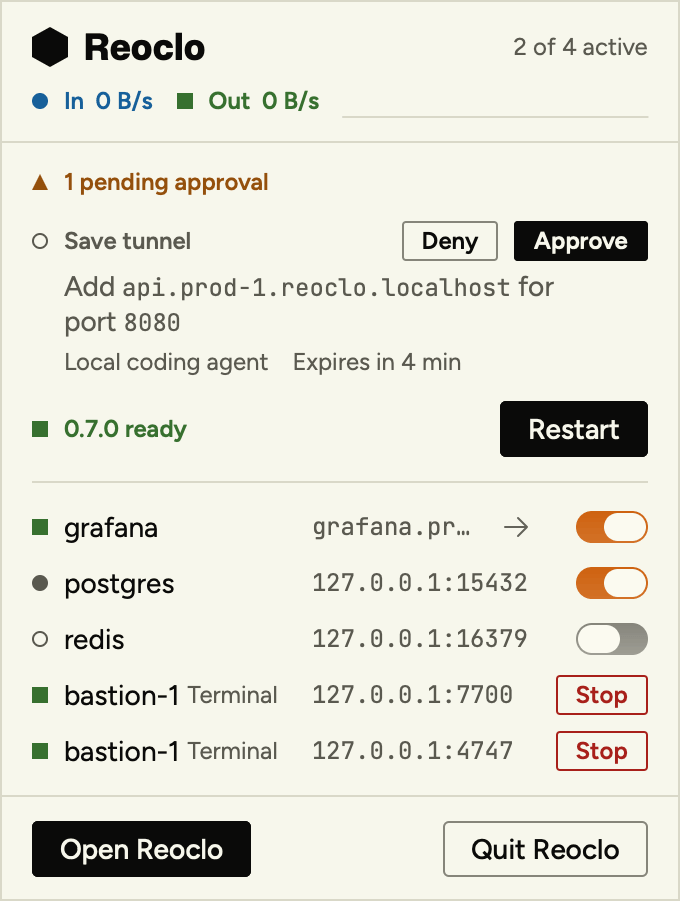 Reoclo 2 of 4 active
In 0 B/s Out 0 B/s
1 pending approval
Save tunnel Deny Approve
Add api.prod-1.reoclo.localhost for
port 8080
Local coding agent Expires in 4 min
0.7.0 ready Restart
grafana grafana.pr… →
postgres 127.0.0.1:15432
redis 127.0.0.1:16379
bastion-1 Terminal 127.0.0.1:7700 Stop
bastion-1 Terminal 127.0.0.1:4747 Stop
Open Reoclo Quit Reoclo